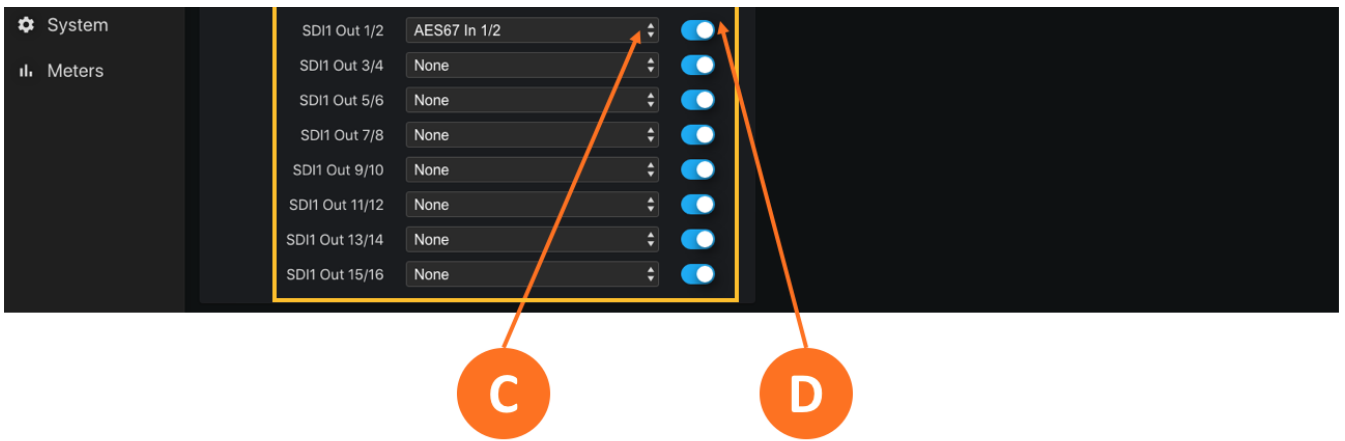 System
Meters
SDI1 Out 1/2 AES67 In 1/2
SDI1 Out 3/4 None
SDI1 Out 5/6 None
SDI1 Out 7/8 None
SDI1 Out 9/10 None
SDI1 Out 11/12 None
SDI1 Out 13/14 None
SDI1 Out 15/16 None
C D